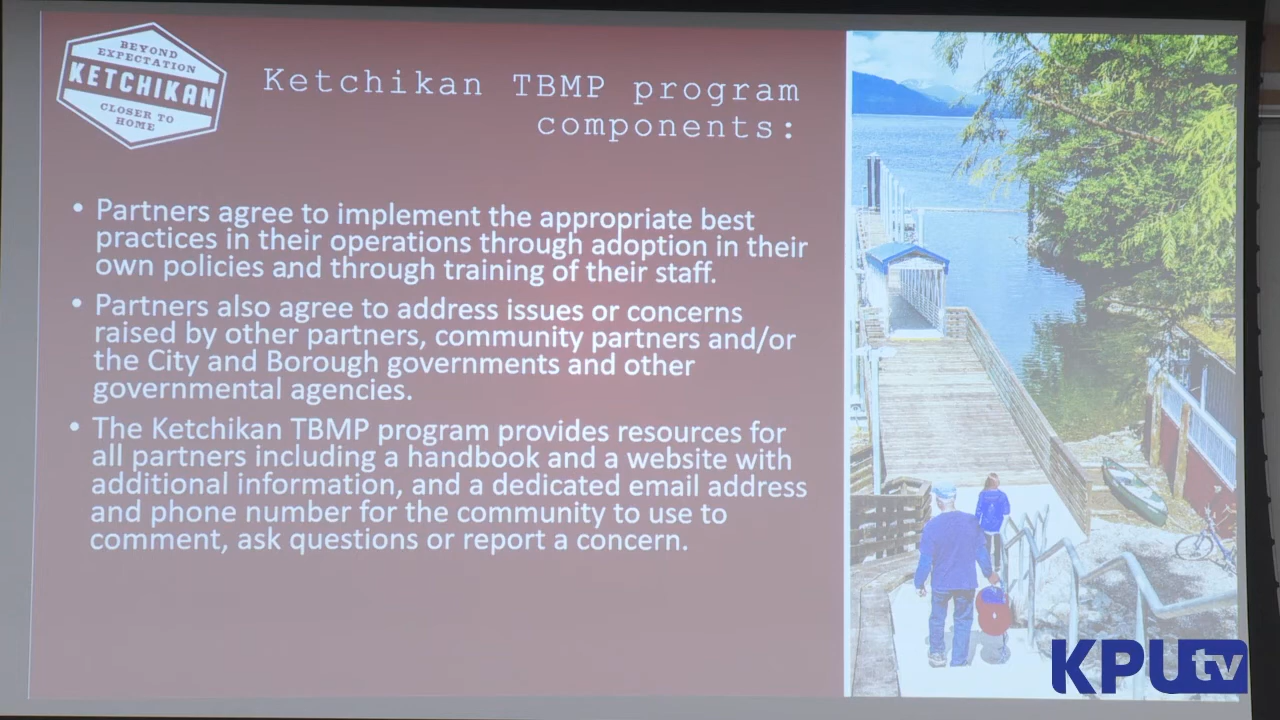 BEYOND
EXPECTATION
KETCHIKAN
CLOSER TO
HOME
Ketchikan TBMP program
components:
• Partners agree to implement the appropriate best
practices in their operations through adoption in their
own policies and through training of their staff.
• Partners also agree to address issues or concerns
raised by other partners, community partners and/or
the City and Borough governments and other
governmental agencies.
• The Ketchikan TBMP program provides resources for
all partners including a handbook and a website with
additional information, and a dedicated email address
and phone number for the community to use to
comment, ask questions or report a concern.
KPUtv